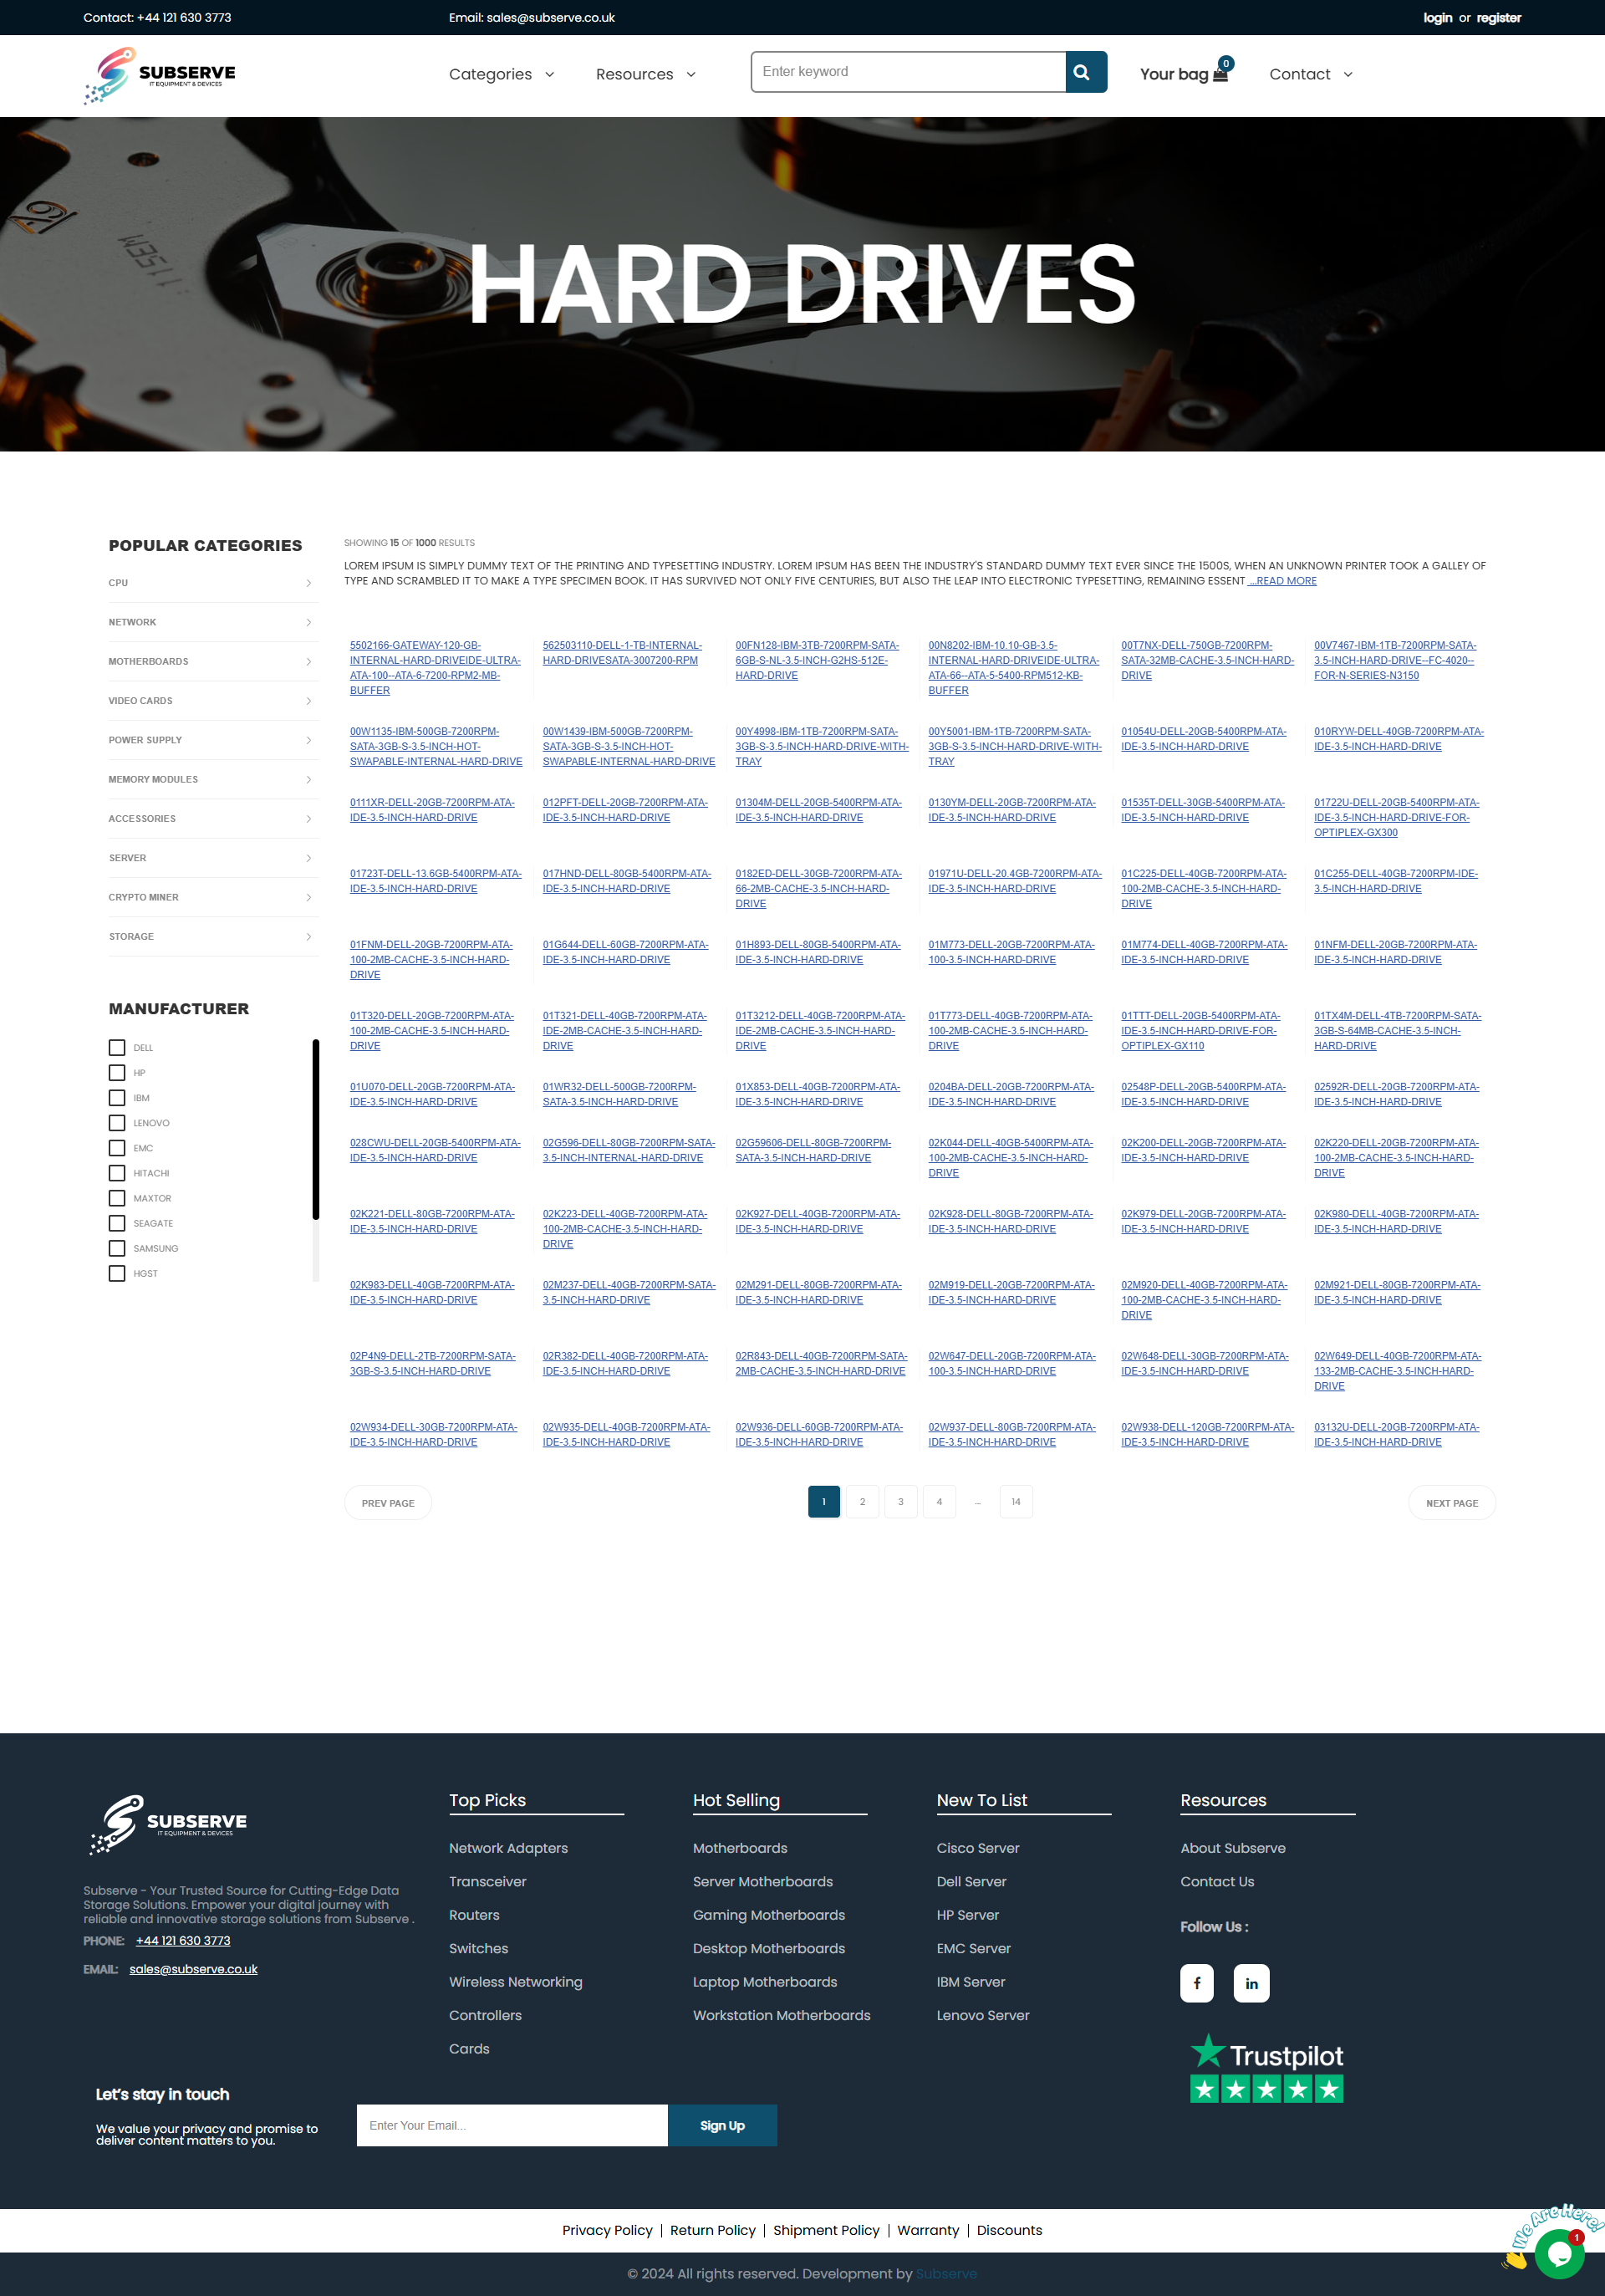 Contact: +44 121 630 3773
Email: sales@subserve.co.uk
login or register
SUBSERVE
IT EQUIPMENT & DEVICES
Categories
Resources
Enter keyword
Your bag
0
Contact
HARD DRIVES
POPULAR CATEGORIES
CPU
NETWORK
MOTHERBOARDS
VIDEO CARDS
POWER SUPPLY
MEMORY MODULES
ACCESSORIES
SERVER
CRYPTO MINER
STORAGE
MANUFACTURER
DELL
HP
IBM
LENOVO
EMC
HITACHI
MAXTOR
SEAGATE
SAMSUNG
HGST
SHOWING 15 OF 1000 RESULTS
LOREM IPSUM IS SIMPLY DUMMY TEXT OF THE PRINTING AND TYPESETTING INDUSTRY. LOREM IPSUM HAS BEEN THE INDUSTRY'S STANDARD DUMMY TEXT EVER SINCE THE 1500S, WHEN AN UNKNOWN PRINTER TOOK A GALLEY OF
TYPE AND SCRAMBLED IT TO MAKE A TYPE SPECIMEN BOOK. IT HAS SURVIVED NOT ONLY FIVE CENTURIES, BUT ALSO THE LEAP INTO ELECTRONIC TYPESETTING, REMAINING ESSENT ...READ MORE
5502166-GATEWAY-120-GB-
INTERNAL-HARD-DRIVEIDE-ULTRA-
ATA-100--ATA-6-7200-RPM2-MB-
BUFFER
562503110-DELL-1-TB-INTERNAL-
HARD-DRIVESATA-3007200-RPM
00FN128-IBM-3TB-7200RPM-SATA-
6GB-S-NL-3.5-INCH-G2HS-512E-
HARD-DRIVE
00N8202-IBM-10.10-GB-3.5-
INTERNAL-HARD-DRIVEIDE-ULTRA-
ATA-66--ATA-5-5400-RPM512-KB-
BUFFER
00T7NX-DELL-750GB-7200RPM-
SATA-32MB-CACHE-3.5-INCH-HARD-
DRIVE
00V7467-IBM-1TB-7200RPM-SATA-
3.5-INCH-HARD-DRIVE--FC-4020--
FOR-N-SERIES-N3150
00W1135-IBM-500GB-7200RPM-
SATA-3GB-S-3.5-INCH-HOT-
SWAPABLE-INTERNAL-HARD-DRIVE
00W1439-IBM-500GB-7200RPM-
SATA-3GB-S-3.5-INCH-HOT-
SWAPABLE-INTERNAL-HARD-DRIVE
00Y4998-IBM-1TB-7200RPM-SATA-
3GB-S-3.5-INCH-HARD-DRIVE-WITH-
TRAY
00Y5001-IBM-1TB-7200RPM-SATA-
3GB-S-3.5-INCH-HARD-DRIVE-WITH-
TRAY
01054U-DELL-20GB-5400RPM-ATA-
IDE-3.5-INCH-HARD-DRIVE
010RYW-DELL-40GB-7200RPM-ATA-
IDE-3.5-INCH-HARD-DRIVE
0111XR-DELL-20GB-7200RPM-ATA-
IDE-3.5-INCH-HARD-DRIVE
012PFT-DELL-20GB-7200RPM-ATA-
IDE-3.5-INCH-HARD-DRIVE
01304M-DELL-20GB-5400RPM-ATA-
IDE-3.5-INCH-HARD-DRIVE
0130YM-DELL-20GB-7200RPM-ATA-
IDE-3.5-INCH-HARD-DRIVE
01535T-DELL-30GB-5400RPM-ATA-
IDE-3.5-INCH-HARD-DRIVE
01722U-DELL-20GB-5400RPM-ATA-
IDE-3.5-INCH-HARD-DRIVE-FOR-
OPTIPLEX-GX300
01723T-DELL-13.6GB-5400RPM-ATA-
IDE-3.5-INCH-HARD-DRIVE
017HND-DELL-80GB-5400RPM-ATA-
IDE-3.5-INCH-HARD-DRIVE
0182ED-DELL-30GB-7200RPM-ATA-
66-2MB-CACHE-3.5-INCH-HARD-
DRIVE
01971U-DELL-20.4GB-7200RPM-ATA-
IDE-3.5-INCH-HARD-DRIVE
01C225-DELL-40GB-7200RPM-ATA-
100-2MB-CACHE-3.5-INCH-HARD-
DRIVE
01C255-DELL-40GB-7200RPM-IDE-
3.5-INCH-HARD-DRIVE
01FNM-DELL-20GB-7200RPM-ATA-
100-2MB-CACHE-3.5-INCH-HARD-
DRIVE
01G644-DELL-60GB-7200RPM-ATA-
IDE-3.5-INCH-HARD-DRIVE
01H893-DELL-80GB-5400RPM-ATA-
IDE-3.5-INCH-HARD-DRIVE
01M773-DELL-20GB-7200RPM-ATA-
100-3.5-INCH-HARD-DRIVE
01M774-DELL-40GB-7200RPM-ATA-
IDE-3.5-INCH-HARD-DRIVE
01NFM-DELL-20GB-7200RPM-ATA-
IDE-3.5-INCH-HARD-DRIVE
01T320-DELL-20GB-7200RPM-ATA-
100-2MB-CACHE-3.5-INCH-HARD-
DRIVE
01T321-DELL-40GB-7200RPM-ATA-
IDE-2MB-CACHE-3.5-INCH-HARD-
DRIVE
01T3212-DELL-40GB-7200RPM-ATA-
IDE-2MB-CACHE-3.5-INCH-HARD-
DRIVE
01T773-DELL-40GB-7200RPM-ATA-
100-2MB-CACHE-3.5-INCH-HARD-
DRIVE
01TTT-DELL-20GB-5400RPM-ATA-
IDE-3.5-INCH-HARD-DRIVE-FOR-
OPTIPLEX-GX110
01TX4M-DELL-4TB-7200RPM-SATA-
3GB-S-64MB-CACHE-3.5-INCH-
HARD-DRIVE
01U070-DELL-20GB-7200RPM-ATA-
IDE-3.5-INCH-HARD-DRIVE
01WR32-DELL-500GB-7200RPM-
SATA-3.5-INCH-HARD-DRIVE
01X853-DELL-40GB-7200RPM-ATA-
IDE-3.5-INCH-HARD-DRIVE
0204BA-DELL-20GB-7200RPM-ATA-
IDE-3.5-INCH-HARD-DRIVE
02548P-DELL-20GB-5400RPM-ATA-
IDE-3.5-INCH-HARD-DRIVE
02592R-DELL-20GB-7200RPM-ATA-
IDE-3.5-INCH-HARD-DRIVE
028CWU-DELL-20GB-5400RPM-ATA-
IDE-3.5-INCH-HARD-DRIVE
02G596-DELL-80GB-7200RPM-SATA-
3.5-INCH-INTERNAL-HARD-DRIVE
02G59606-DELL-80GB-7200RPM-
SATA-3.5-INCH-HARD-DRIVE
02K044-DELL-40GB-5400RPM-ATA-
100-2MB-CACHE-3.5-INCH-HARD-
DRIVE
02K200-DELL-20GB-7200RPM-ATA-
IDE-3.5-INCH-HARD-DRIVE
02K220-DELL-20GB-7200RPM-ATA-
100-2MB-CACHE-3.5-INCH-HARD-
DRIVE
02K221-DELL-80GB-7200RPM-ATA-
IDE-3.5-INCH-HARD-DRIVE
02K223-DELL-40GB-7200RPM-ATA-
100-2MB-CACHE-3.5-INCH-HARD-
DRIVE
02K927-DELL-40GB-7200RPM-ATA-
IDE-3.5-INCH-HARD-DRIVE
02K928-DELL-80GB-7200RPM-ATA-
IDE-3.5-INCH-HARD-DRIVE
02K979-DELL-20GB-7200RPM-ATA-
IDE-3.5-INCH-HARD-DRIVE
02K980-DELL-40GB-7200RPM-ATA-
IDE-3.5-INCH-HARD-DRIVE
02K983-DELL-40GB-7200RPM-ATA-
IDE-3.5-INCH-HARD-DRIVE
02M237-DELL-40GB-7200RPM-SATA-
3.5-INCH-HARD-DRIVE
02M291-DELL-80GB-7200RPM-ATA-
IDE-3.5-INCH-HARD-DRIVE
02M919-DELL-20GB-7200RPM-ATA-
IDE-3.5-INCH-HARD-DRIVE
02M920-DELL-40GB-7200RPM-ATA-
100-2MB-CACHE-3.5-INCH-HARD-
DRIVE
02M921-DELL-80GB-7200RPM-ATA-
IDE-3.5-INCH-HARD-DRIVE
02P4N9-DELL-2TB-7200RPM-SATA-
3GB-S-3.5-INCH-HARD-DRIVE
02R382-DELL-40GB-7200RPM-ATA-
IDE-3.5-INCH-HARD-DRIVE
02R843-DELL-40GB-7200RPM-SATA-
2MB-CACHE-3.5-INCH-HARD-DRIVE
02W647-DELL-20GB-7200RPM-ATA-
100-3.5-INCH-HARD-DRIVE
02W648-DELL-30GB-7200RPM-ATA-
IDE-3.5-INCH-HARD-DRIVE
02W649-DELL-40GB-7200RPM-ATA-
133-2MB-CACHE-3.5-INCH-HARD-
DRIVE
02W934-DELL-30GB-7200RPM-ATA-
IDE-3.5-INCH-HARD-DRIVE
02W935-DELL-40GB-7200RPM-ATA-
IDE-3.5-INCH-HARD-DRIVE
02W936-DELL-60GB-7200RPM-ATA-
IDE-3.5-INCH-HARD-DRIVE
02W937-DELL-80GB-7200RPM-ATA-
IDE-3.5-INCH-HARD-DRIVE
02W938-DELL-120GB-7200RPM-ATA-
IDE-3.5-INCH-HARD-DRIVE
03132U-DELL-20GB-7200RPM-ATA-
IDE-3.5-INCH-HARD-DRIVE
PREV PAGE
1 2 3 4 ... 14
NEXT PAGE
SUBSERVE
IT EQUIPMENT & DEVICES
Subserve - Your Trusted Source for Cutting-Edge Data
Storage Solutions. Empower your digital journey with
reliable and innovative storage solutions from Subserve .
PHONE: +44 121 630 3773
EMAIL: sales@subserve.co.uk
Top Picks
Network Adapters
Transceiver
Routers
Switches
Wireless Networking
Controllers
Cards
Hot Selling
Motherboards
Server Motherboards
Gaming Motherboards
Desktop Motherboards
Laptop Motherboards
Workstation Motherboards
New To List
Cisco Server
Dell Server
HP Server
EMC Server
IBM Server
Lenovo Server
Resources
About Subserve
Contact Us
Follow Us :
Trustpilot
Let's stay in touch
We value your privacy and promise to
deliver content matters to you.
Enter Your Email...
Sign Up
Privacy Policy | Return Policy | Shipment Policy | Warranty | Discounts
We Are Here!
1
© 2024 All rights reserved. Development by Subserve